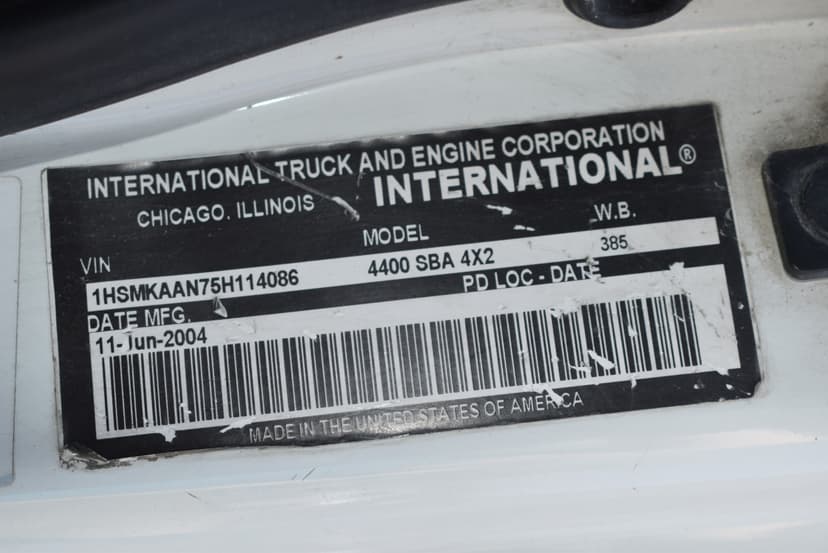 INTERNATIONAL TRUCK AND ENGINE CORPORATION
CHICAGO, ILLINOIS INTERNATIONAL®
VIN MODEL W.B.
1HSMKAAN75H114086 4400 SBA 4X2 385
DATE MFG. PD LOC - DATE
11-Jun-2004
MADE IN THE UNITED STATES OF AMERICA